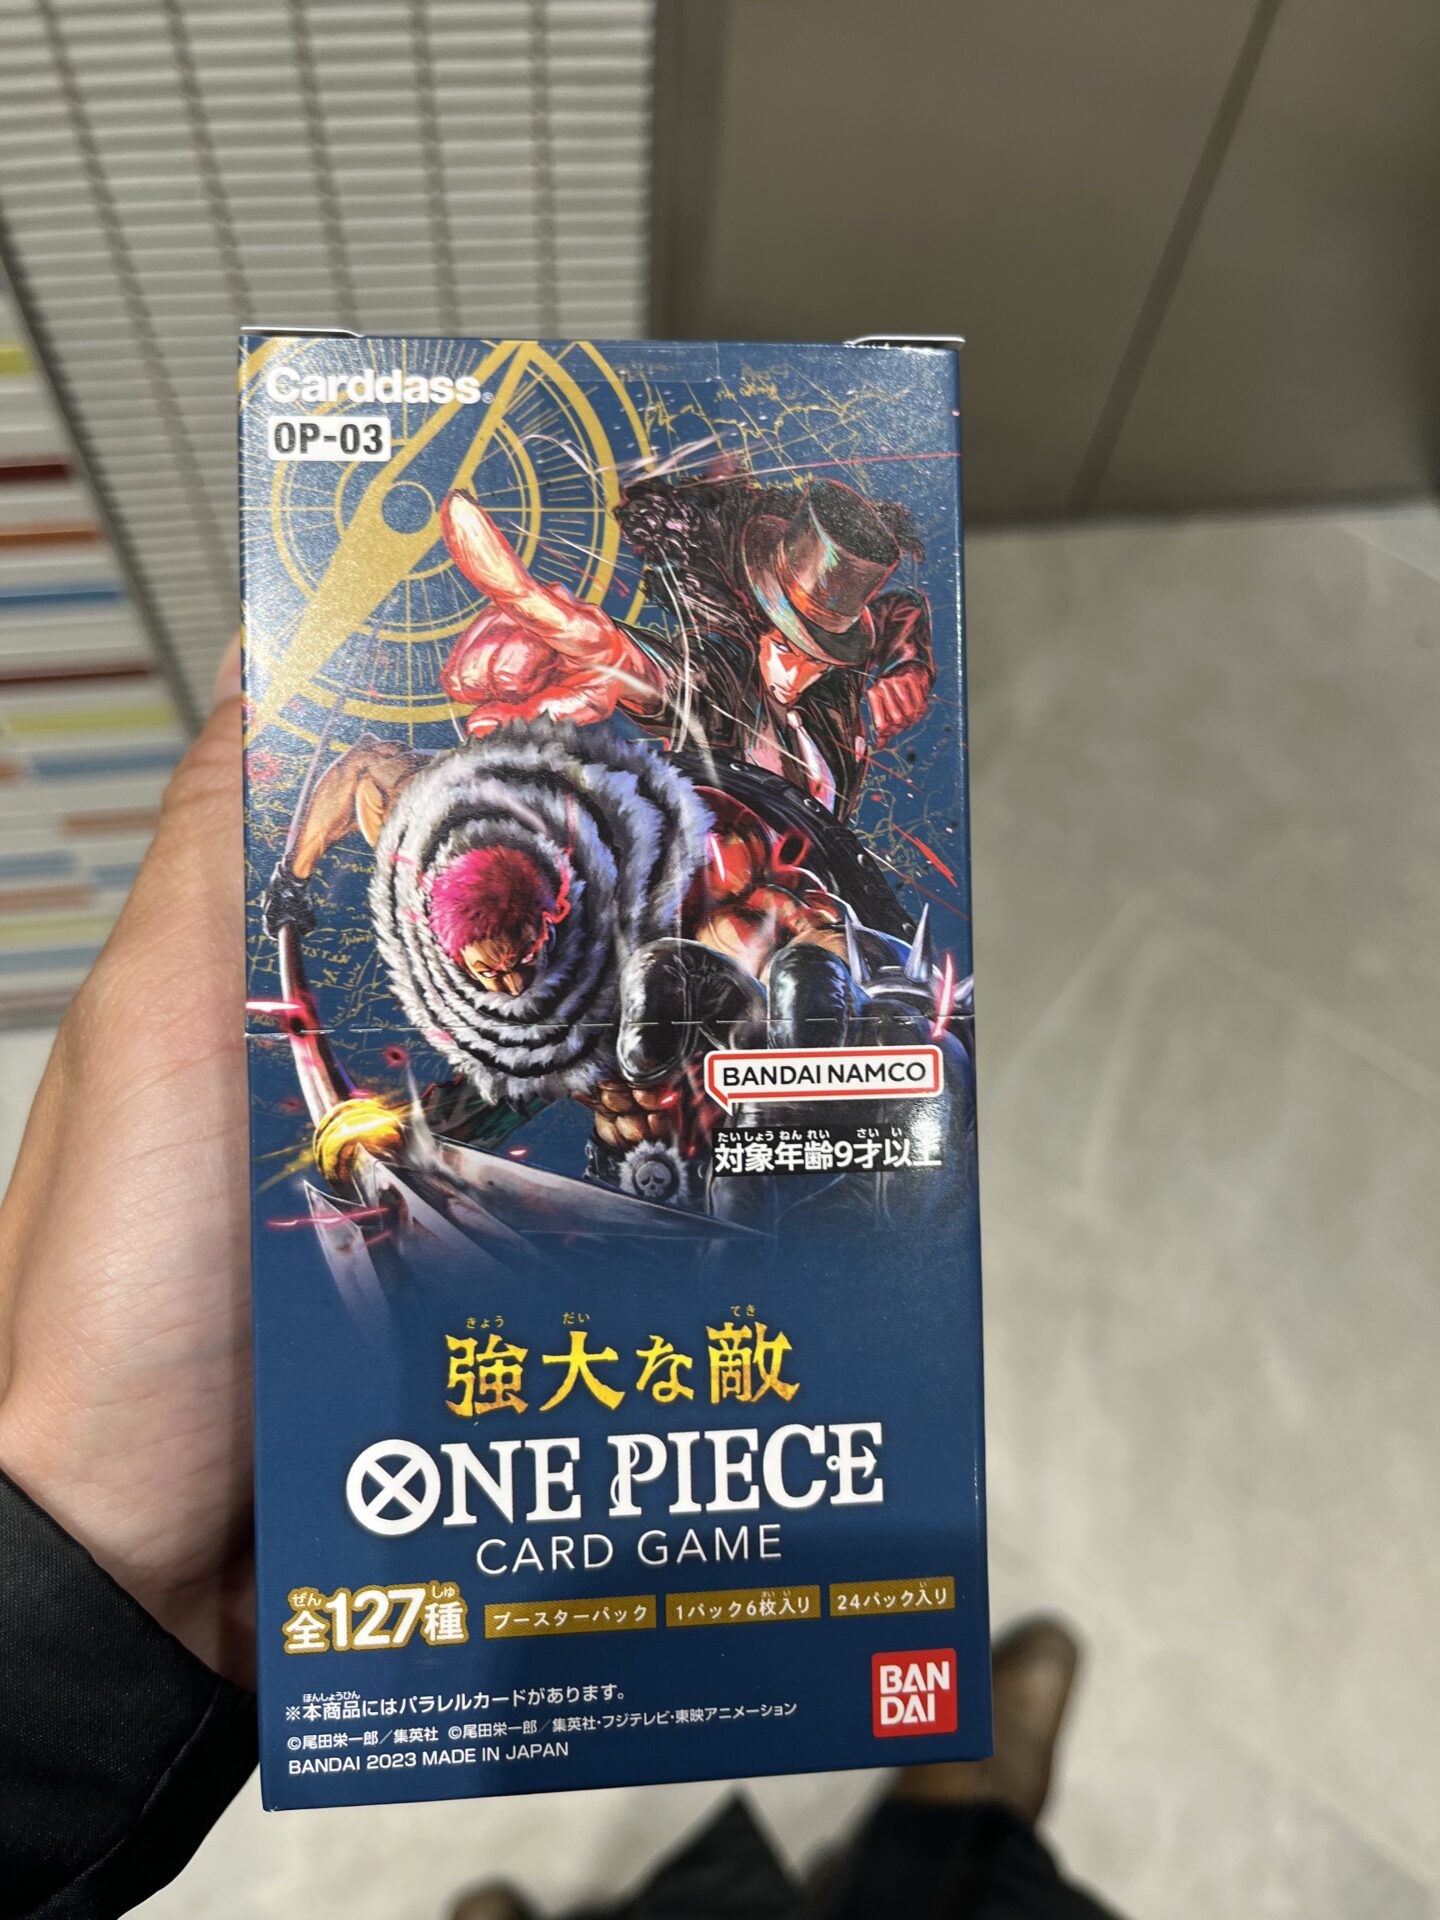 Carddass®
OP-03
BANDAI NAMCO
たいしょうねんれい さいい
対象年齢9才以上
きょう だい てき
強大な敵
ONE PIECE
CARD GAME
ぜん しゅ
全127種
ブースターパック
まいい
1パック6枚入り
い
24パック入り
ほんしょうひん
※本商品にはパラレルカードがあります。
©尾田栄一郎／集英社 ©尾田栄一郎／集英社・フジテレビ・東映アニメーション
BANDAI 2023 MADE IN JAPAN
BAN
DAI